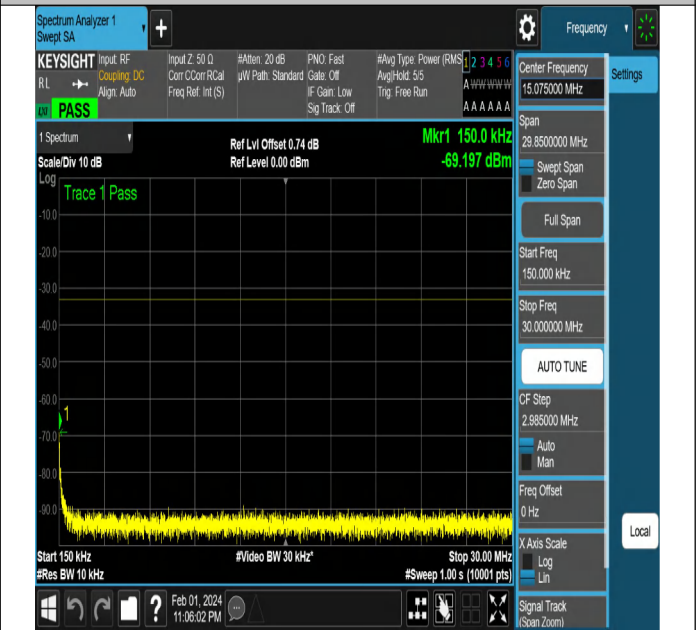 Spectrum Analyzer 1
Swept SA
+
Frequency
KEYSIGHT
RL
PASS
Input: RF
Coupling: DC
Align: Auto
Input Z: 50 Ω
Corr CCorr RCal
Freq Ref: Int (S)
#Atten: 20 dB
µW Path: Standard
PNO: Fast
Gate: Off
IF Gain: Low
Sig Track: Off
#Avg Type: Power (RMS
Avg|Hold: 5/5
Trig: Free Run
1 2 3 4 5 6
A W W W W W
A A A A A A
1 Spectrum
Scale/Div 10 dB
Ref Lvl Offset 0.74 dB
Ref Level 0.00 dBm
Mkr1 150.0 kHz
-69.197 dBm
Log
Trace 1 Pass
-10.0
-20.0
-30.0
-40.0
-50.0
-60.0
1
-70.0
-80.0
-90.0
Start 150 kHz
#Res BW 10 kHz
#Video BW 30 kHz*
Stop 30.00 MHz
#Sweep 1.00 s (10001 pts)
Feb 01, 2024
11:06:02 PM
?
Center Frequency
15.075000 MHz
Settings
Span
29.8500000 MHz
Swept Span
Zero Span
Full Span
Start Freq
150.000 kHz
Stop Freq
30.000000 MHz
AUTO TUNE
CF Step
2.985000 MHz
Auto
Man
Freq Offset
0 Hz
X Axis Scale
Log
Lin
Local
Signal Track
(Span Zoom)